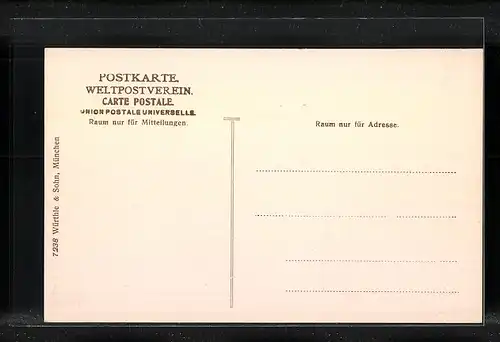 POSTKARTE.
WELTPOSTVEREIN.
CARTE POSTALE.
UNION POSTALE UNIVERSELLE.
Raum nur für Mitteilungen.
Raum nur für Adresse.
7238 Würthle & Sohn, München